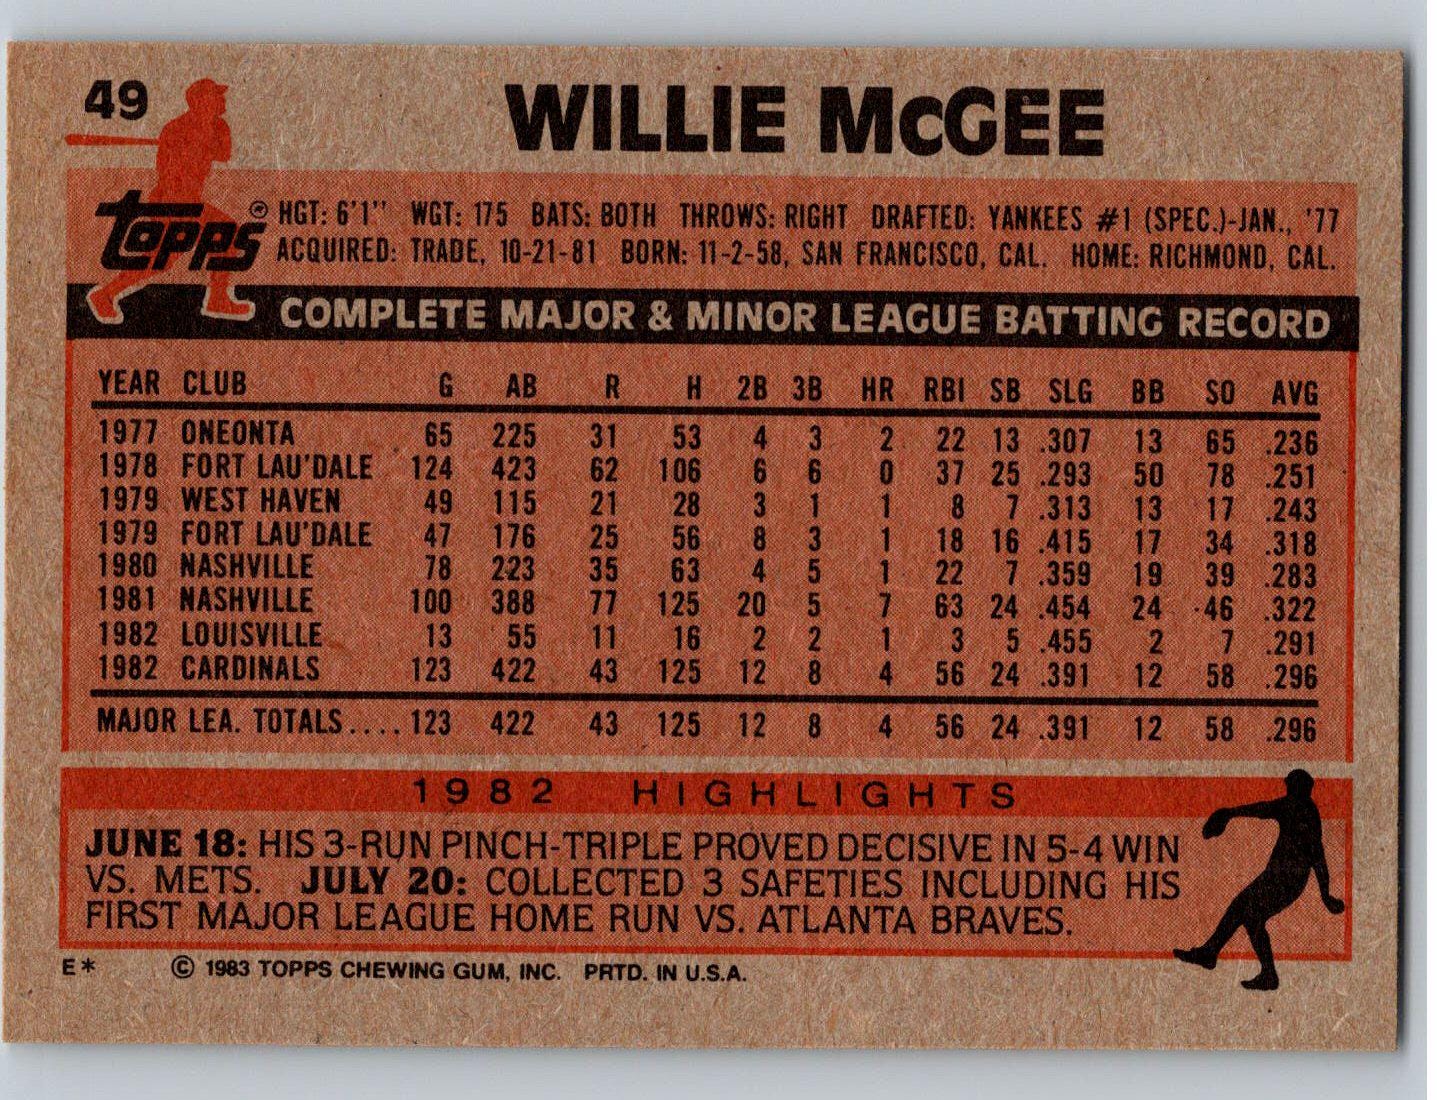 49
WILLIE McGEE
Topps ® HGT: 6'1" WGT: 175 BATS: BOTH THROWS: RIGHT DRAFTED: YANKEES #1 (SPEC.)-JAN., '77
ACQUIRED: TRADE, 10-21-81 BORN: 11-2-58, SAN FRANCISCO, CAL. HOME: RICHMOND, CAL.
COMPLETE MAJOR & MINOR LEAGUE BATTING RECORD
YEAR CLUB G AB R H 2B 3B HR RBI SB SLG BB SO AVG
1977 ONEONTA 65 225 31 53 4 3 2 22 13 .307 13 65 .236
1978 FORT LAU'DALE 124 423 62 106 6 6 0 37 25 .293 50 78 .251
1979 WEST HAVEN 49 115 21 28 3 1 1 8 7 .313 13 17 .243
1979 FORT LAU'DALE 47 176 25 56 8 3 1 18 16 .415 17 34 .318
1980 NASHVILLE 78 223 35 63 4 5 1 22 7 .359 19 39 .283
1981 NASHVILLE 100 388 77 125 20 5 7 63 24 .454 24 46 .322
1982 LOUISVILLE 13 55 11 16 2 2 1 3 5 .455 2 7 .291
1982 CARDINALS 123 422 43 125 12 8 4 56 24 .391 12 58 .296
MAJOR LEA. TOTALS.... 123 422 43 125 12 8 4 56 24 .391 12 58 .296
1982 HIGHLIGHTS
JUNE 18: HIS 3-RUN PINCH-TRIPLE PROVED DECISIVE IN 5-4 WIN
VS. METS. JULY 20: COLLECTED 3 SAFETIES INCLUDING HIS
FIRST MAJOR LEAGUE HOME RUN VS. ATLANTA BRAVES.
E* © 1983 TOPPS CHEWING GUM, INC. PRTD. IN U.S.A.